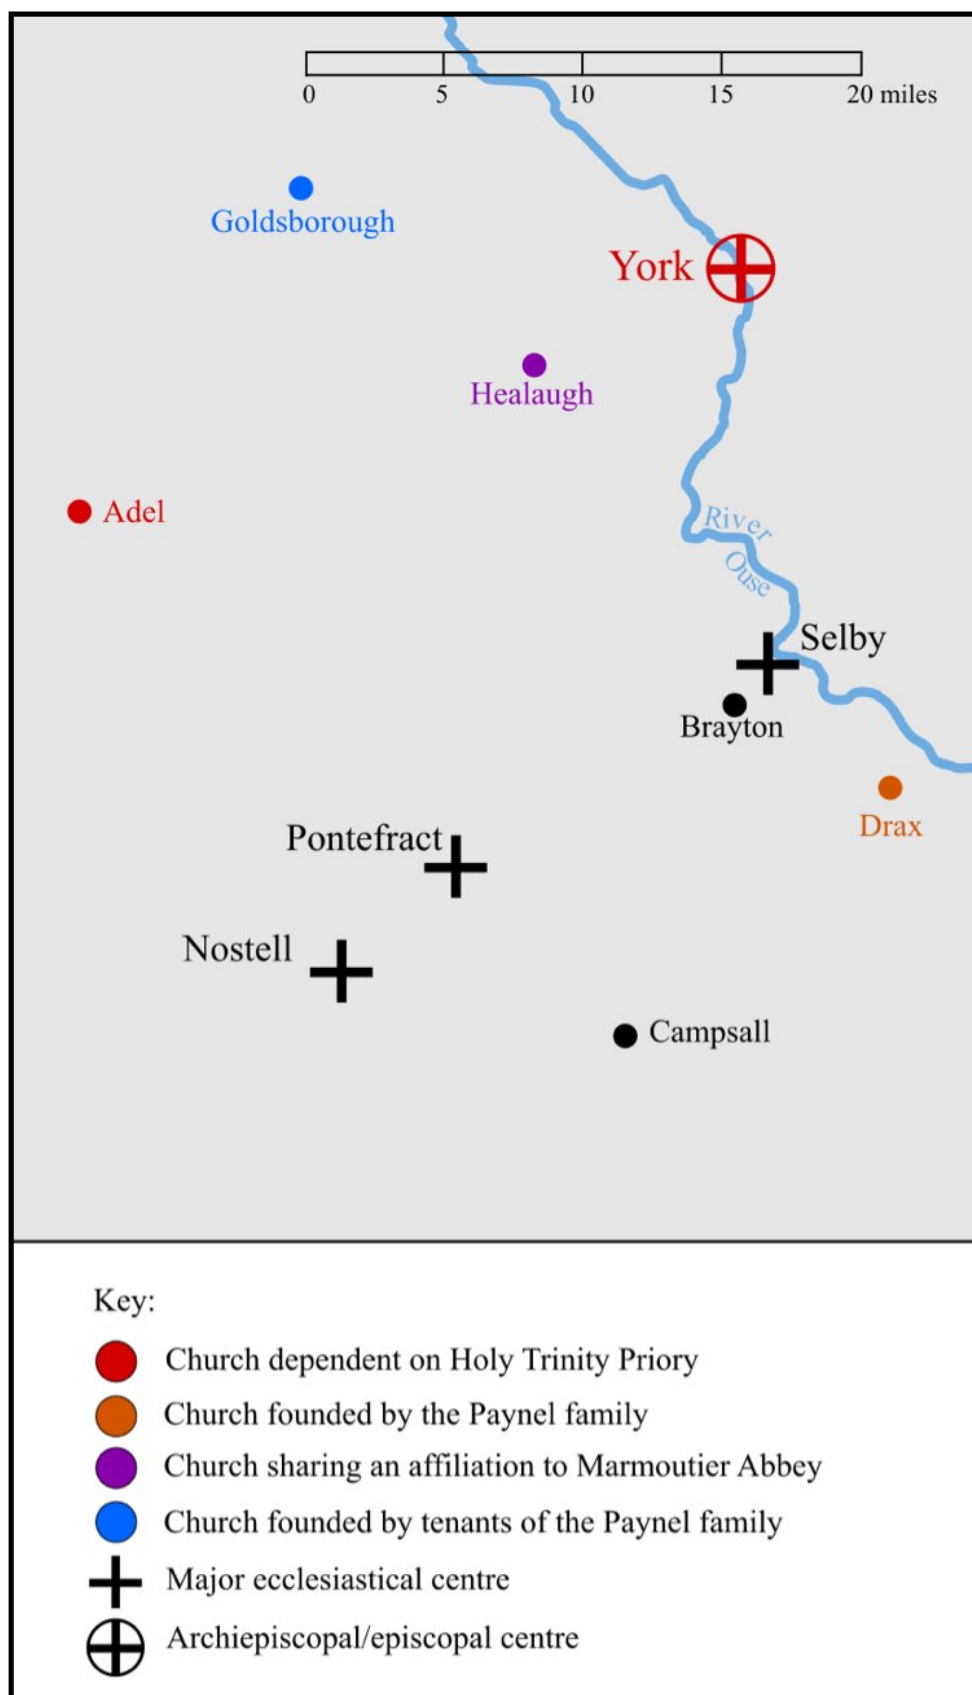 0 5 10 15 20 miles
Goldsborough
York
Healaugh
Adel
River
Ouse
Selby
Brayton
Drax
Pontefract
Nostell
Campsall
Key:
Church dependent on Holy Trinity Priory
Church founded by the Paynel family
Church sharing an affiliation to Marmoutier Abbey
Church founded by tenants of the Paynel family
Major ecclesiastical centre
Archiepiscopal/episcopal centre